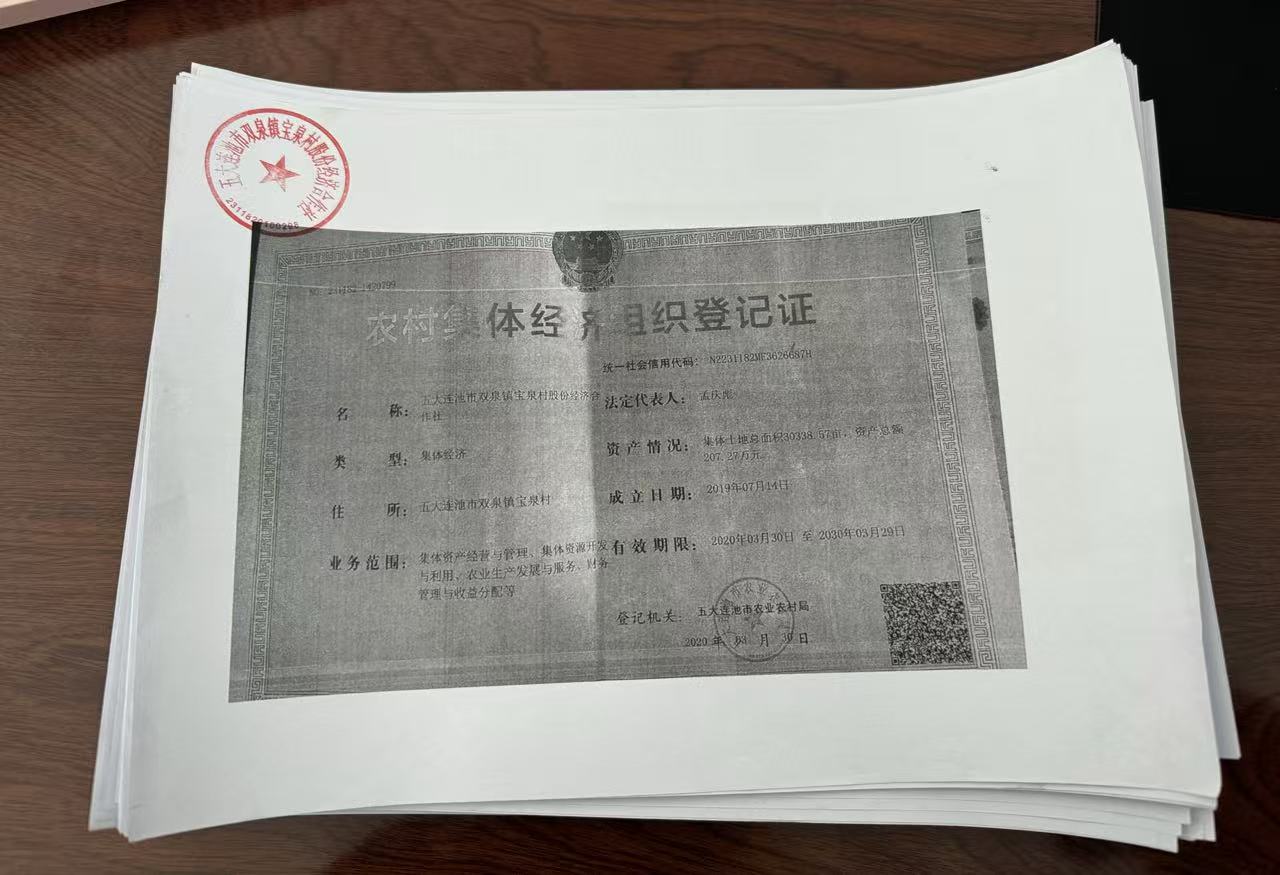 五大连池市双泉镇宝泉村股份经济合作社
2311820100298
NO 231182 1420799
农村集体经济组织登记证
统一社会信用代码： N2231182MF3626687H
名 称： 五大连池市双泉镇宝泉村股份经济合
作社
法定代表人： 孟庆彪
类 型： 集体经济
资产情况： 集体土地总面积30338.57亩，资产总额
207.27万元。
住 所： 五大连池市双泉镇宝泉村
成立日期： 2019年07月14日
业务范围： 集体资产经营与管理、集体资源开发
与利用、农业生产发展与服务、财务
管理与收益分配等
有效期限： 2020年03月30日 至 2030年03月29日
登记机关： 五大连池市农业农村局
2020 年 03 月 30 日